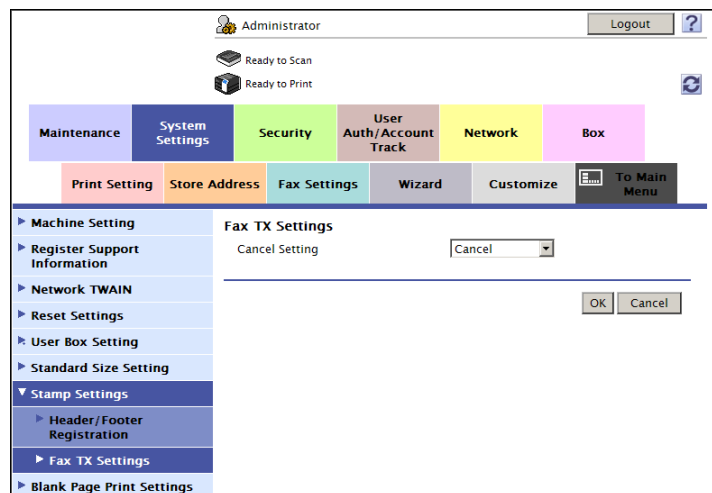 Administrator
Logout
?
Ready to Scan
Ready to Print
Maintenance
System
Settings
Security
User
Auth/Account
Track
Network
Box
Print Setting
Store Address
Fax Settings
Wizard
Customize
To Main
Menu
Machine Setting
Register Support
Information
Network TWAIN
Reset Settings
User Box Setting
Standard Size Setting
Stamp Settings
Header/Footer
Registration
Fax TX Settings
Blank Page Print Settings
Fax TX Settings
Cancel Setting
Cancel
OK
Cancel